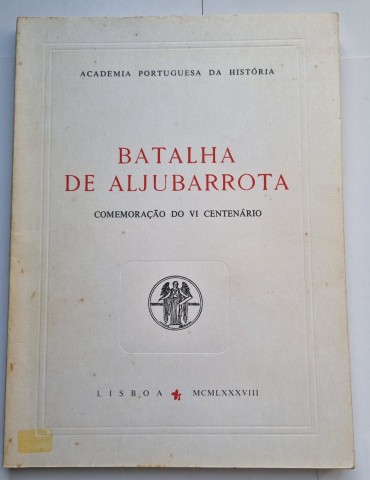 ACADEMIA PORTUGUESA DA HISTÓRIA
BATALHA
DE ALJUBARROTA
COMEMORAÇÃO DO VI CENTENÁRIO
LISBOA MCMLXXXVIII